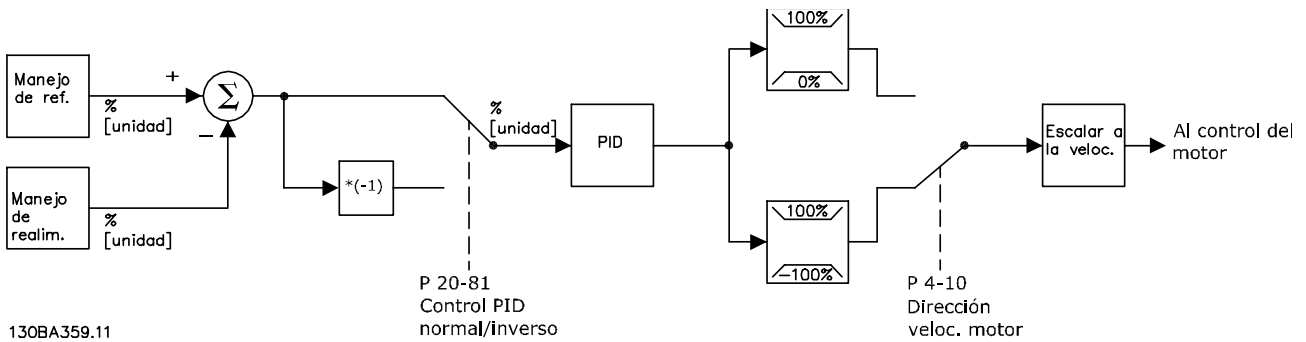 Manejo
de ref.
+
%
[unidad]
Σ
−
Manejo
de
realim.
%
[unidad]
*(-1)
P 20-81
Control PID
normal/inverso
%
[unidad]
PID
100%
0%
100%
-100%
P 4-10
Dirección
veloc. motor
Escalar a
la veloc.
Al control del
motor
130BA359.11